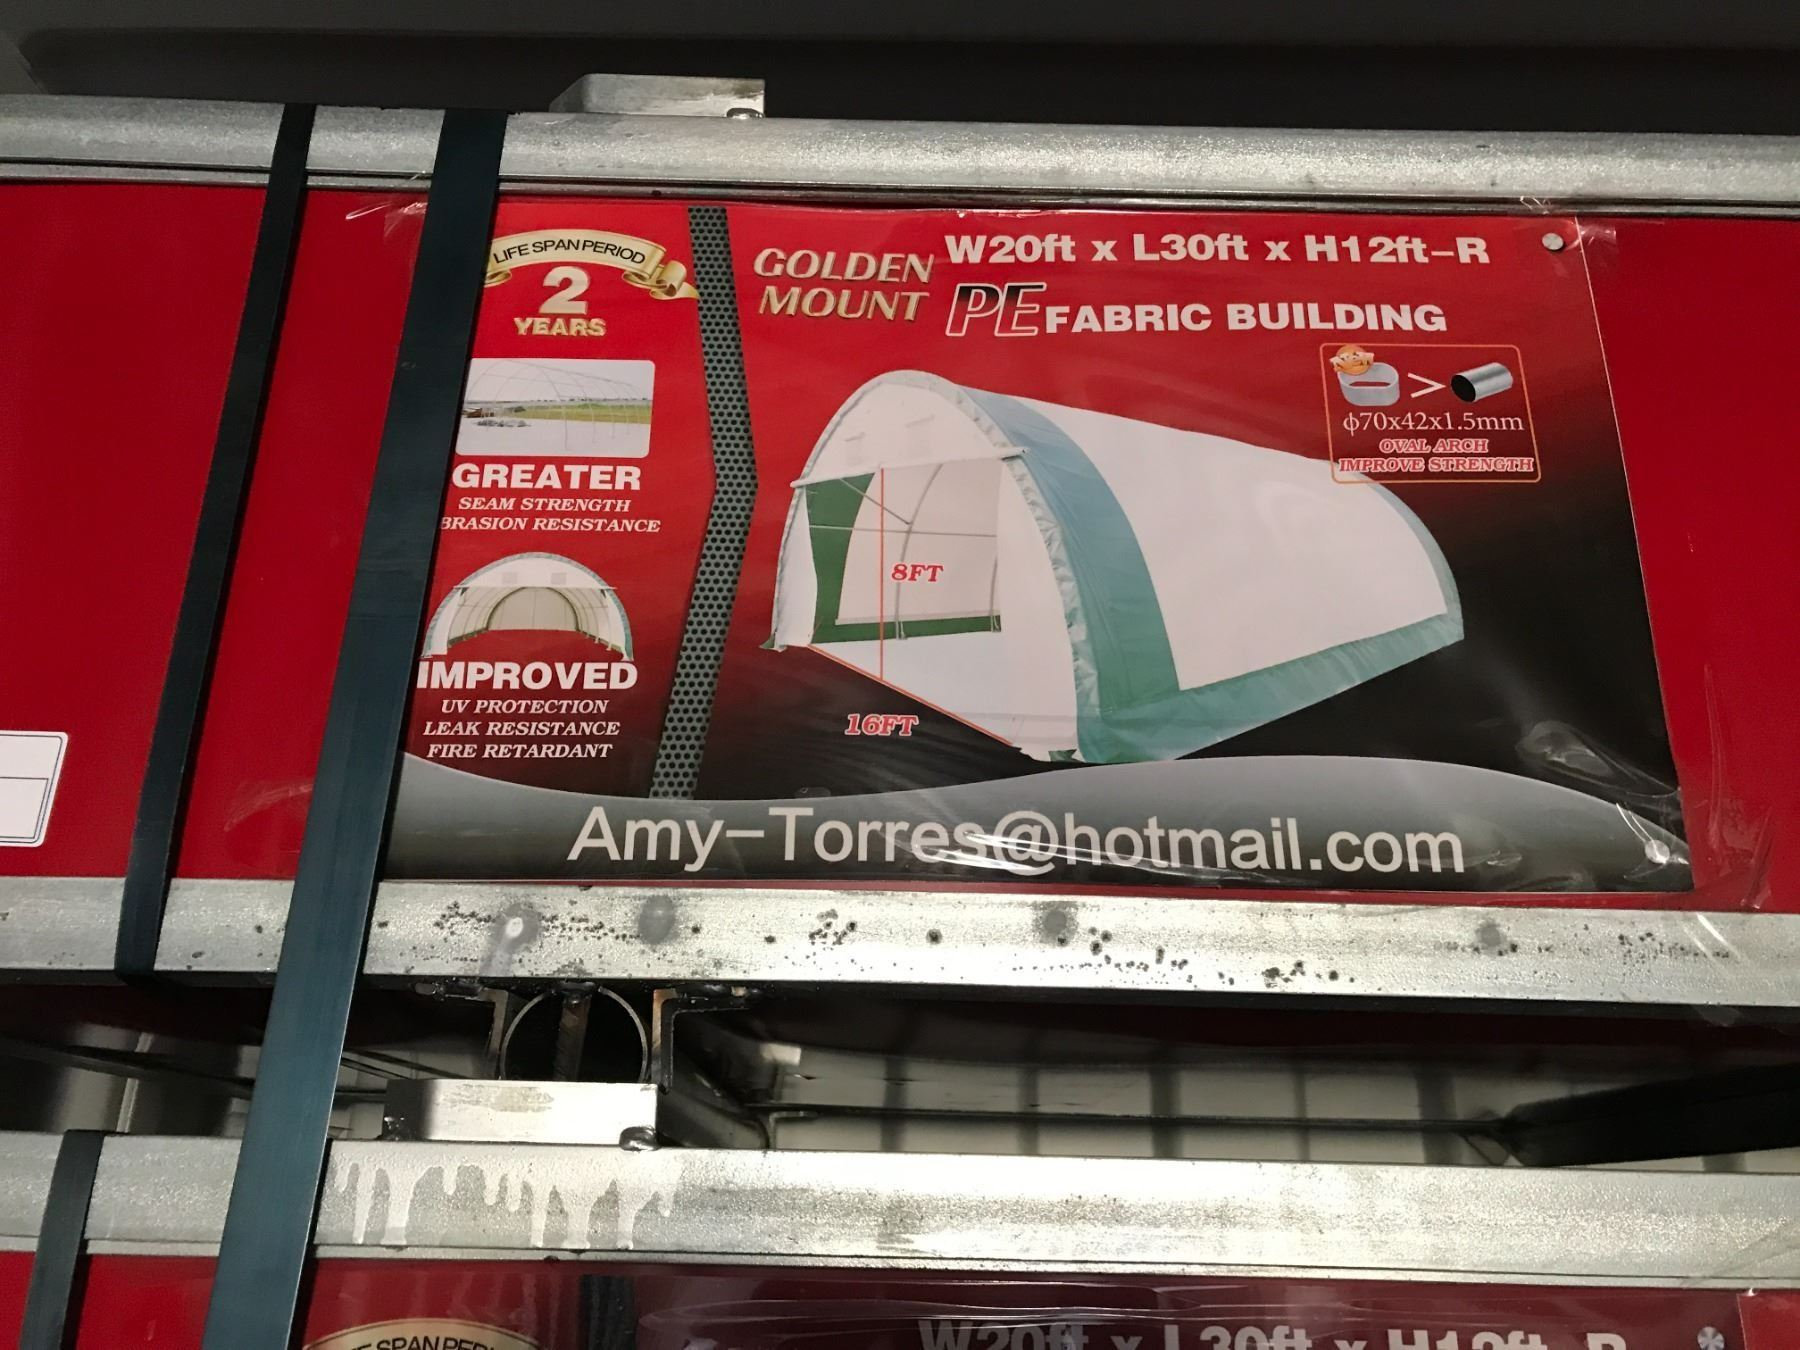 LIFE SPAN PERIOD
2
YEARS
GREATER
SEAM STRENGTH
BRASION RESISTANCE
IMPROVED
UV PROTECTION
LEAK RESISTANCE
FIRE RETARDANT
GOLDEN
MOUNT
W20ft x L30ft x H12ft-R
PE FABRIC BUILDING
>
ϕ70x42x1.5mm
OVAL ARCH
IMPROVE STRENGTH
8FT
16FT
Amy-Torres@hotmail.com
SPAN
W20ft x L30ft x H12ft-R